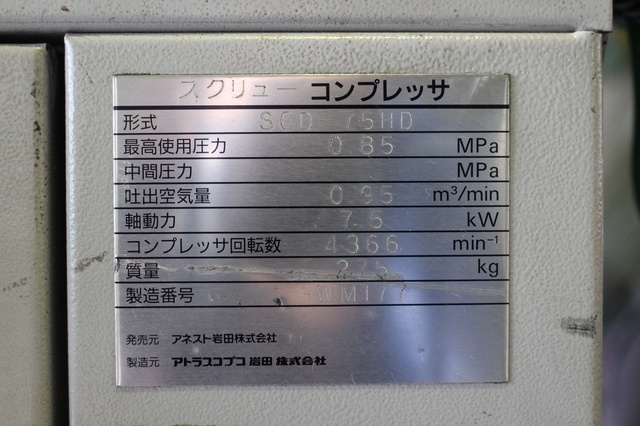 スクリュー コンプレッサ
形式 SCD-75HD
最高使用圧力 0.85 MPa
中間圧力 MPa
吐出空気量 0.95 m³/min
軸動力 7.5 kW
コンプレッサ回転数 4366 min⁻¹
質量 275 kg
製造番号 WM177
発売元 アネスト岩田株式会社
製造元 アトラスコプコ 岩田 株式会社